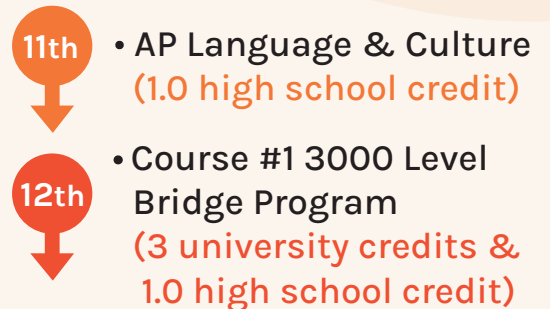 11th
• AP Language & Culture
(1.0 high school credit)
12th
• Course #1 3000 Level
Bridge Program
(3 university credits &
1.0 high school credit)